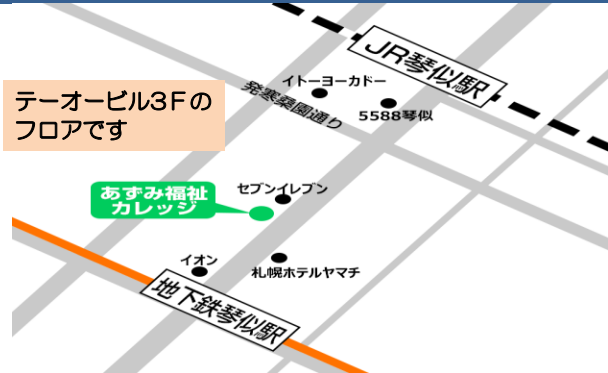 JR琴似駅
イトーヨーカドー
発寒桑園通り
5588琴似
テーオービル3Fの
フロアです
あずみ福祉
カレッジ
セブンイレブン
イオン
札幌ホテルヤマチ
地下鉄琴似駅